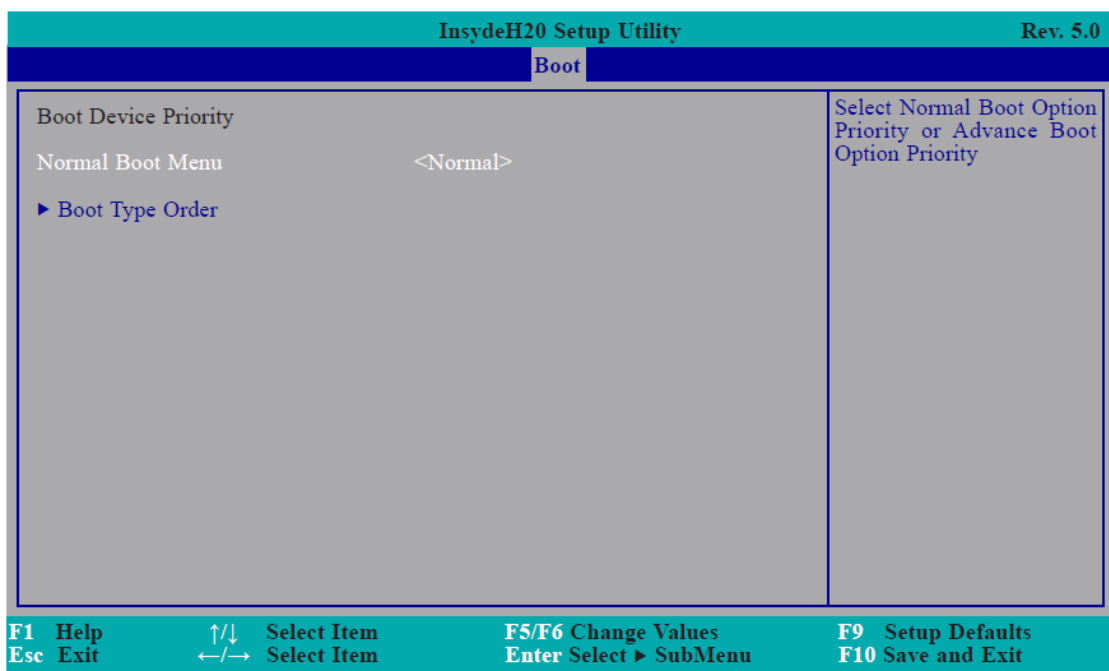 InsydeH20 Setup Utility Rev. 5.0
Boot
Boot Device Priority
Normal Boot Menu <Normal>
▶ Boot Type Order
Select Normal Boot Option
Priority or Advance Boot
Option Priority
F1 Help ↑/↓ Select Item F5/F6 Change Values F9 Setup Defaults
Esc Exit ←/→ Select Item Enter Select ▶ SubMenu F10 Save and Exit